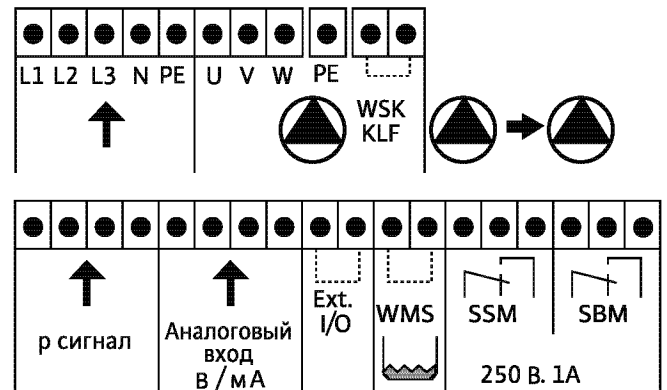 L1 L2 L3 N PE U V W PE
WSK
KLF
p сигнал
Аналоговый
вход
В / мА
Ext.
I/O
WMS
SSM
SBM
250 В. 1А